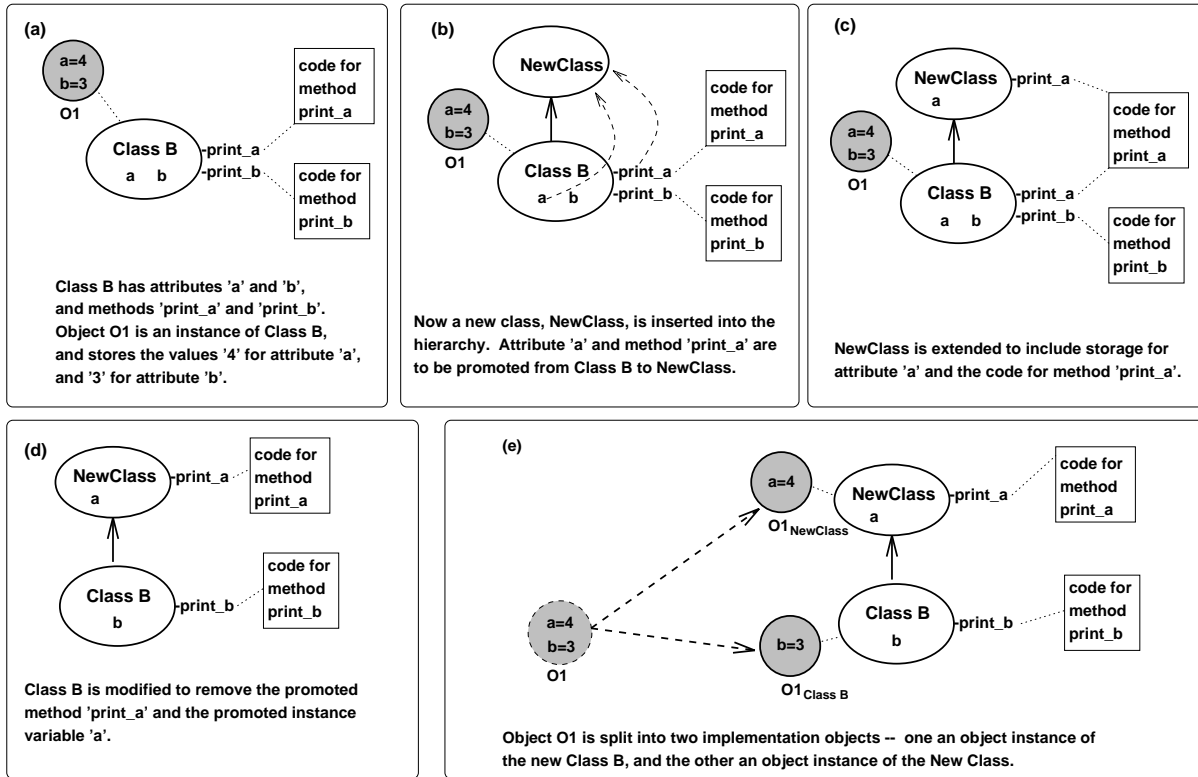 (a)
a=4
b=3
O1
Class B
a b
-print_a
-print_b
code for
method
print_a
code for
method
print_b
Class B has attributes ’a’ and ’b’,
and methods ’print_a’ and ’print_b’.
Object O1 is an instance of Class B,
and stores the values ’4’ for attribute ’a’,
and ’3’ for attribute ’b’.
(b)
NewClass
a=4
b=3
O1
Class B
a b
-print_a
-print_b
code for
method
print_a
code for
method
print_b
Now a new class, NewClass, is inserted into the
hierarchy. Attribute ’a’ and method ’print_a’ are
to be promoted from Class B to NewClass.
(c)
NewClass
a
-print_a
a=4
b=3
O1
Class B
a b
-print_a
-print_b
code for
method
print_a
code for
method
print_b
NewClass is extended to include storage for
attribute ’a’ and the code for method ’print_a’.
(d)
NewClass
a
-print_a
code for
method
print_a
Class B
b
-print_b
code for
method
print_b
Class B is modified to remove the promoted
method ’print_a’ and the promoted instance
variable ’a’.
(e)
a=4
O1NewClass
NewClass
a
-print_a
code for
method
print_a
a=4
b=3
O1
b=3
O1Class B
Class B
b
-print_b
code for
method
print_b
Object O1 is split into two implementation objects -- one an object instance of
the new Class B, and the other an object instance of the New Class.